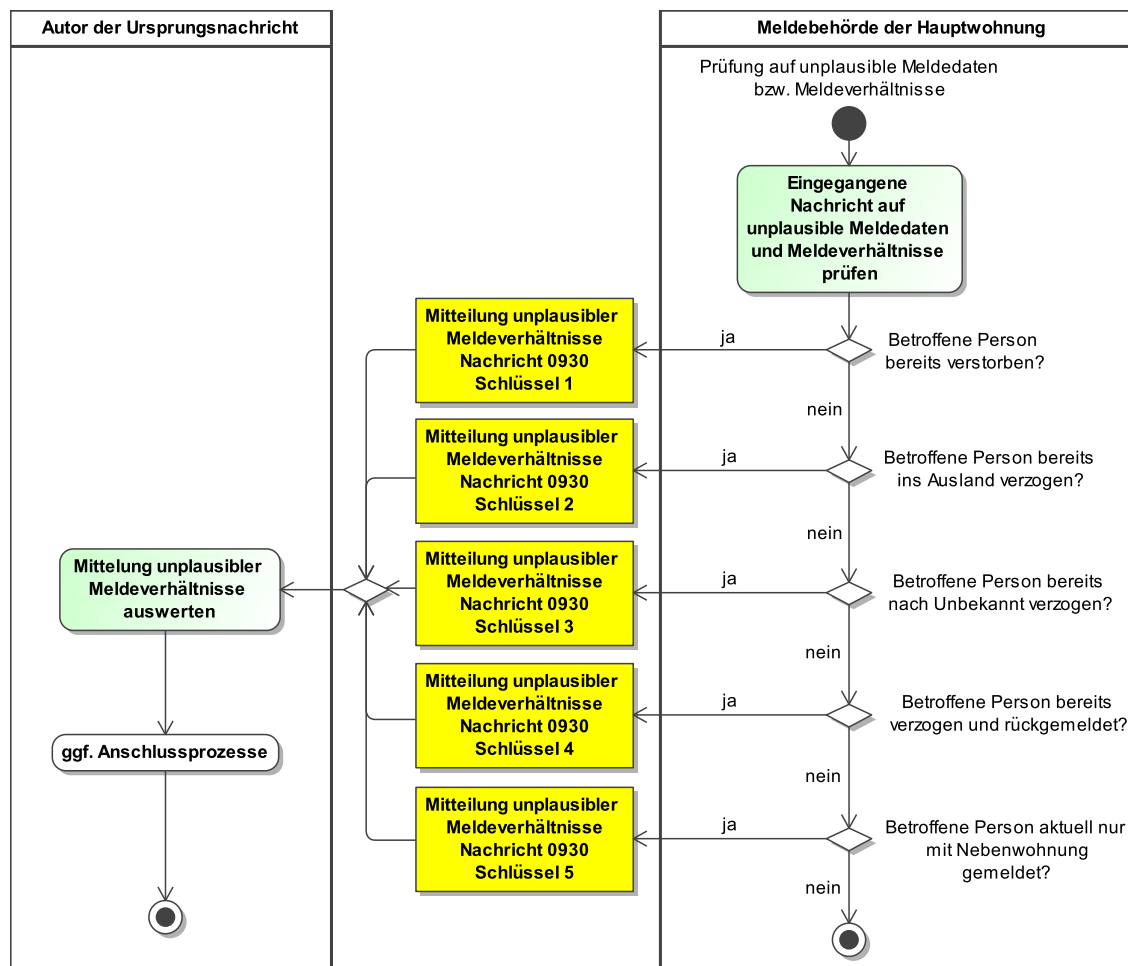 Autor der Ursprungsnachricht
Meldebehörde der Hauptwohnung
Prüfung auf unplausible Meldedaten
bzw. Meldeverhältnisse
Eingegangene
Nachricht auf
unplausible Meldedaten
und Meldeverhältnisse
prüfen
Mitteilung unplausibler
Meldeverhältnisse
Nachricht 0930
Schlüssel 1
ja
Betroffene Person
bereits verstorben?
nein
Mitteilung unplausibler
Meldeverhältnisse
Nachricht 0930
Schlüssel 2
ja
Betroffene Person bereits
ins Ausland verzogen?
nein
Mittelung unplausibler
Meldeverhältnisse
auswerten
Mitteilung unplausibler
Meldeverhältnisse
Nachricht 0930
Schlüssel 3
ja
Betroffene Person bereits
nach Unbekannt verzogen?
nein
Mitteilung unplausibler
Meldeverhältnisse
Nachricht 0930
Schlüssel 4
ja
Betroffene Person bereits
verzogen und rückgemeldet?
ggf. Anschlussprozesse
nein
Mitteilung unplausibler
Meldeverhältnisse
Nachricht 0930
Schlüssel 5
ja
Betroffene Person aktuell nur
mit Nebenwohnung
gemeldet?
nein